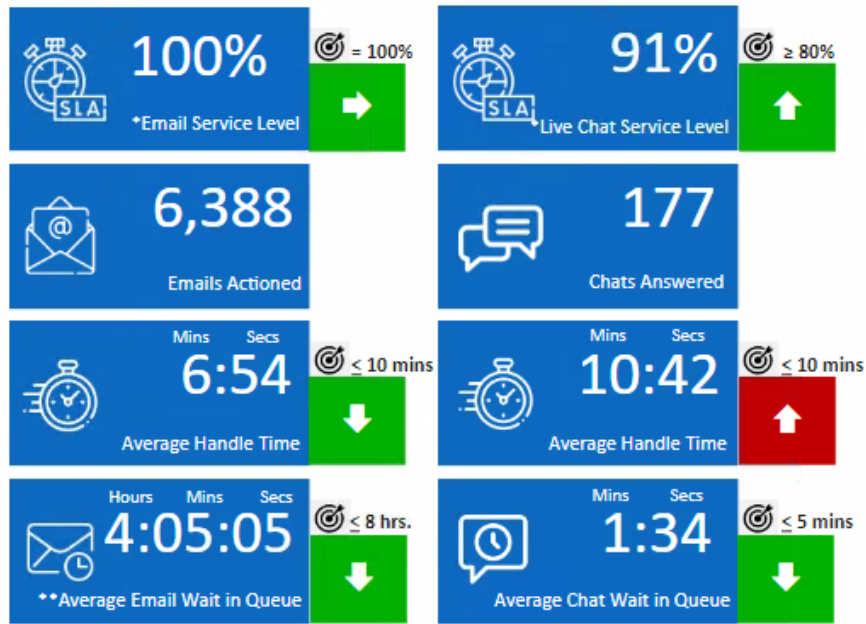 100%
= 100%
SLA
*Email Service Level
91%
≥ 80%
SLA
*Live Chat Service Level
6,388
@
Emails Actioned
177
Chats Answered
Mins Secs
6:54
≤ 10 mins
Average Handle Time
Mins Secs
10:42
≤ 10 mins
Average Handle Time
Hours Mins Secs
4:05:05
≤ 8 hrs.
**Average Email Wait in Queue
Mins Secs
1:34
≤ 5 mins
Average Chat Wait in Queue